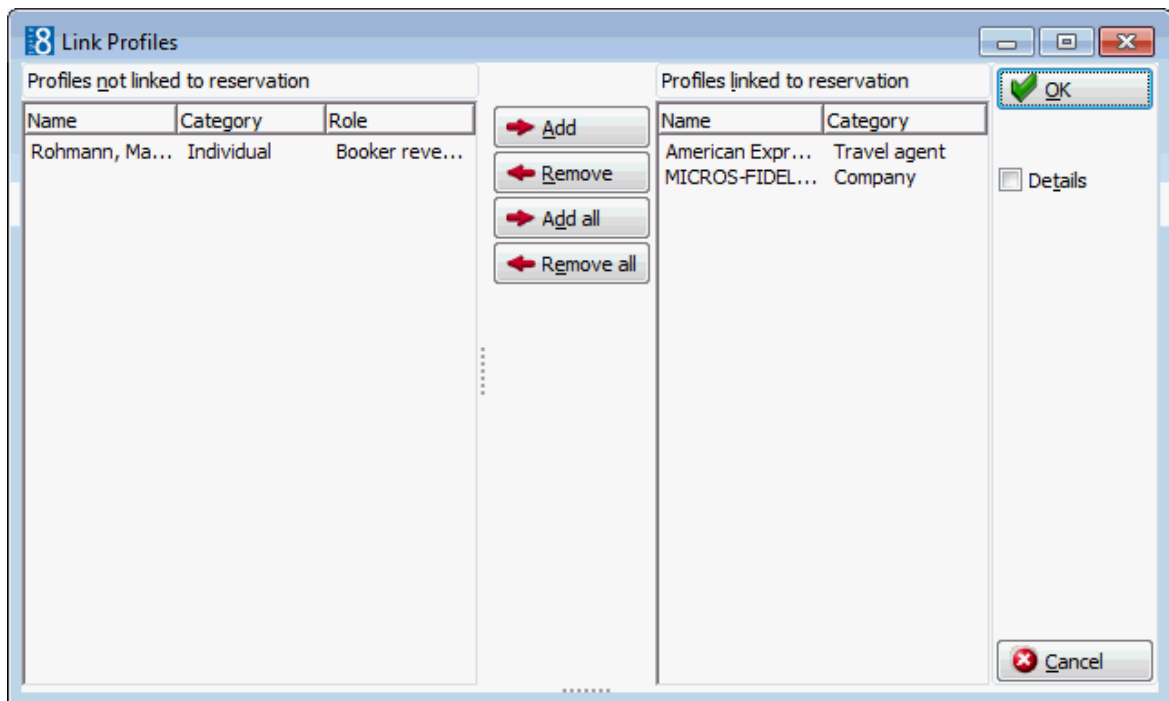 8 Link Profiles
Profiles not linked to reservation
Name Category Role
Rohmann, Ma... Individual Booker reve...
Add
Remove
Add all
Remove all
Profiles linked to reservation
Name Category
American Expr... Travel agent
MICROS-FIDEL... Company
OK
Details
Cancel